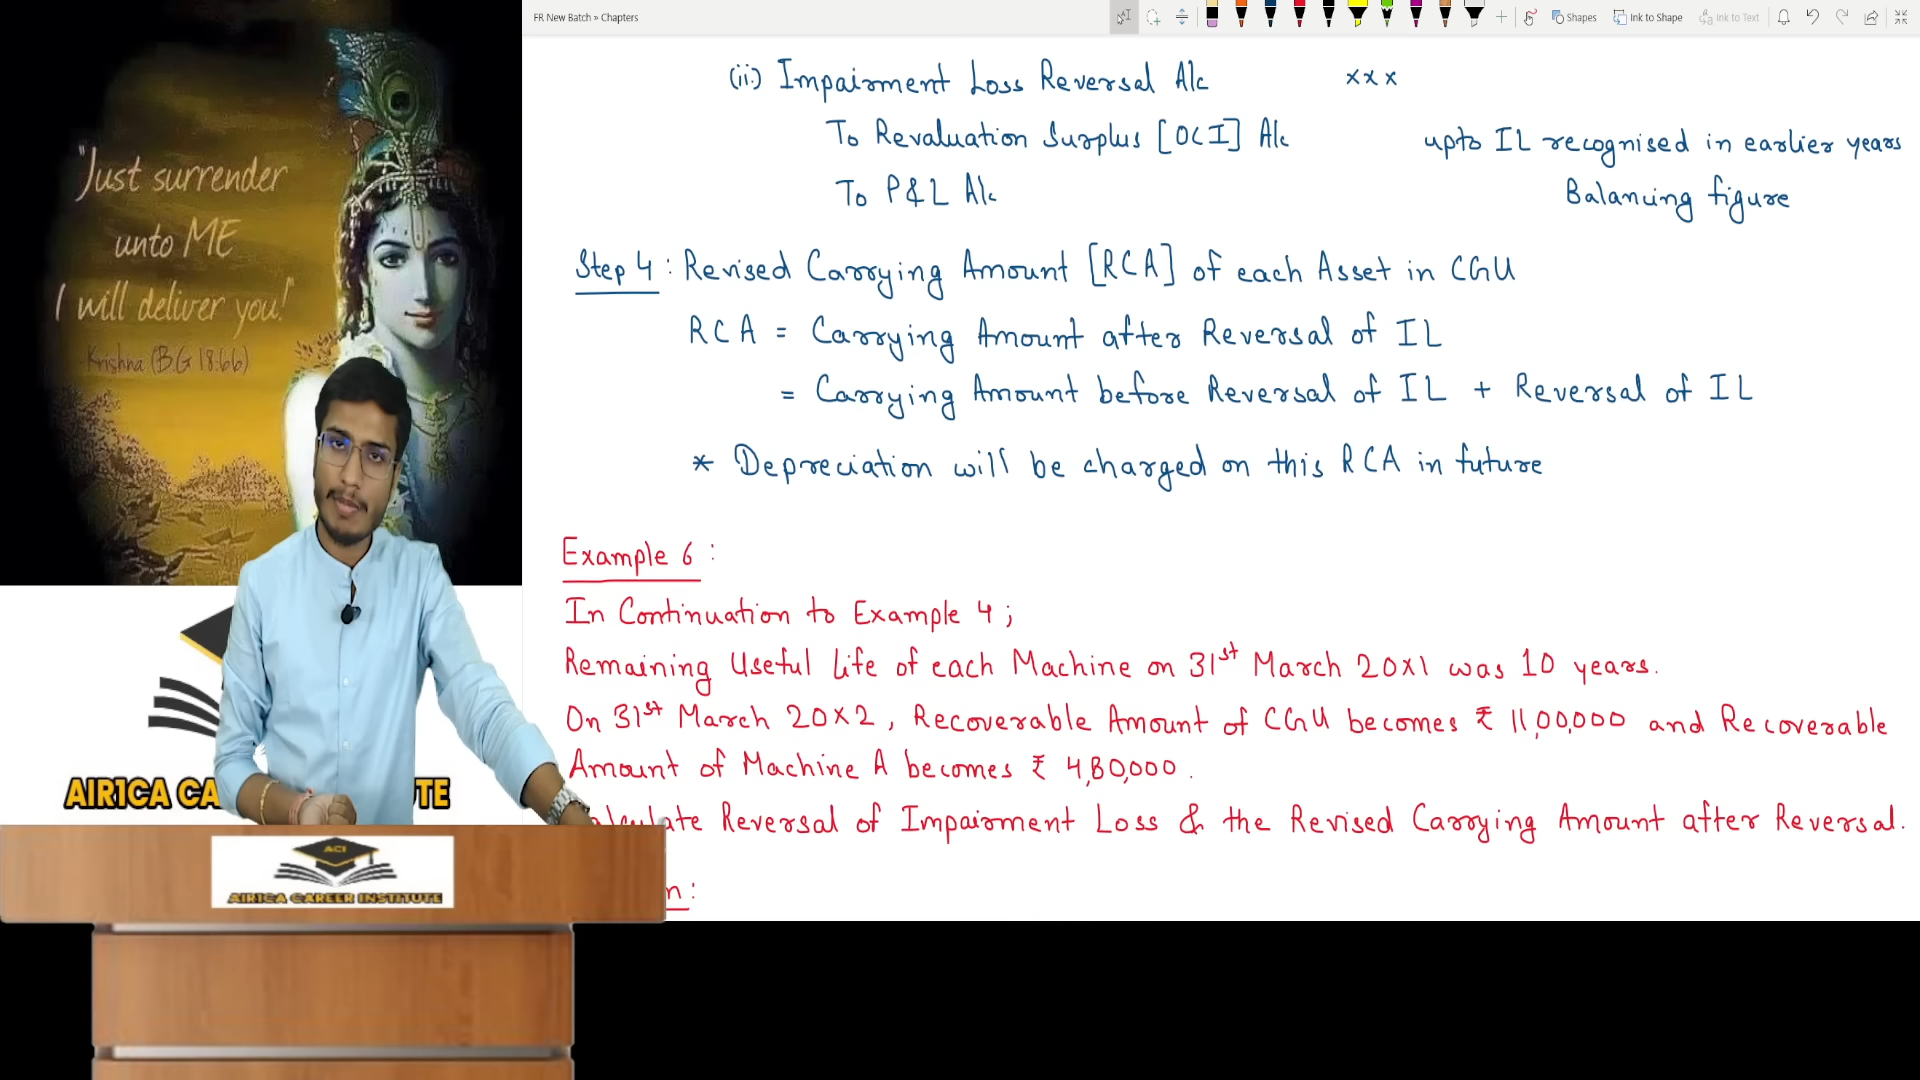 FR New Batch » Chapters
Shapes
Ink to Shape
Ink to Text
(ii) Impairment Loss Reversal A/c xxx
To Revaluation Surplus [OCI] A/c upto IL recognised in earlier years
To P&L A/c Balancing figure
Step 4 : Revised Carrying Amount [RCA] of each Asset in CGU
RCA = Carrying Amount after Reversal of IL
= Carrying Amount before Reversal of IL + Reversal of IL
* Depreciation will be charged on this RCA in future
Example 6 :
In Continuation to Example 4 ;
Remaining Useful Life of each Machine on 31st March 20x1 was 10 years.
On 31st March 20x2, Recoverable Amount of CGU becomes ₹ 11,00,000 and Recoverable
Amount of Machine A becomes ₹ 4,80,000.
alculate Reversal of Impairment Loss & the Revised Carrying Amount after Reversal.
n :
"Just surrender
unto ME
I will deliver you!"
- Krishna (B.G 18:66)
AIR1CA CA TE
ACI
AIR1CA CAREER INSTITUTE